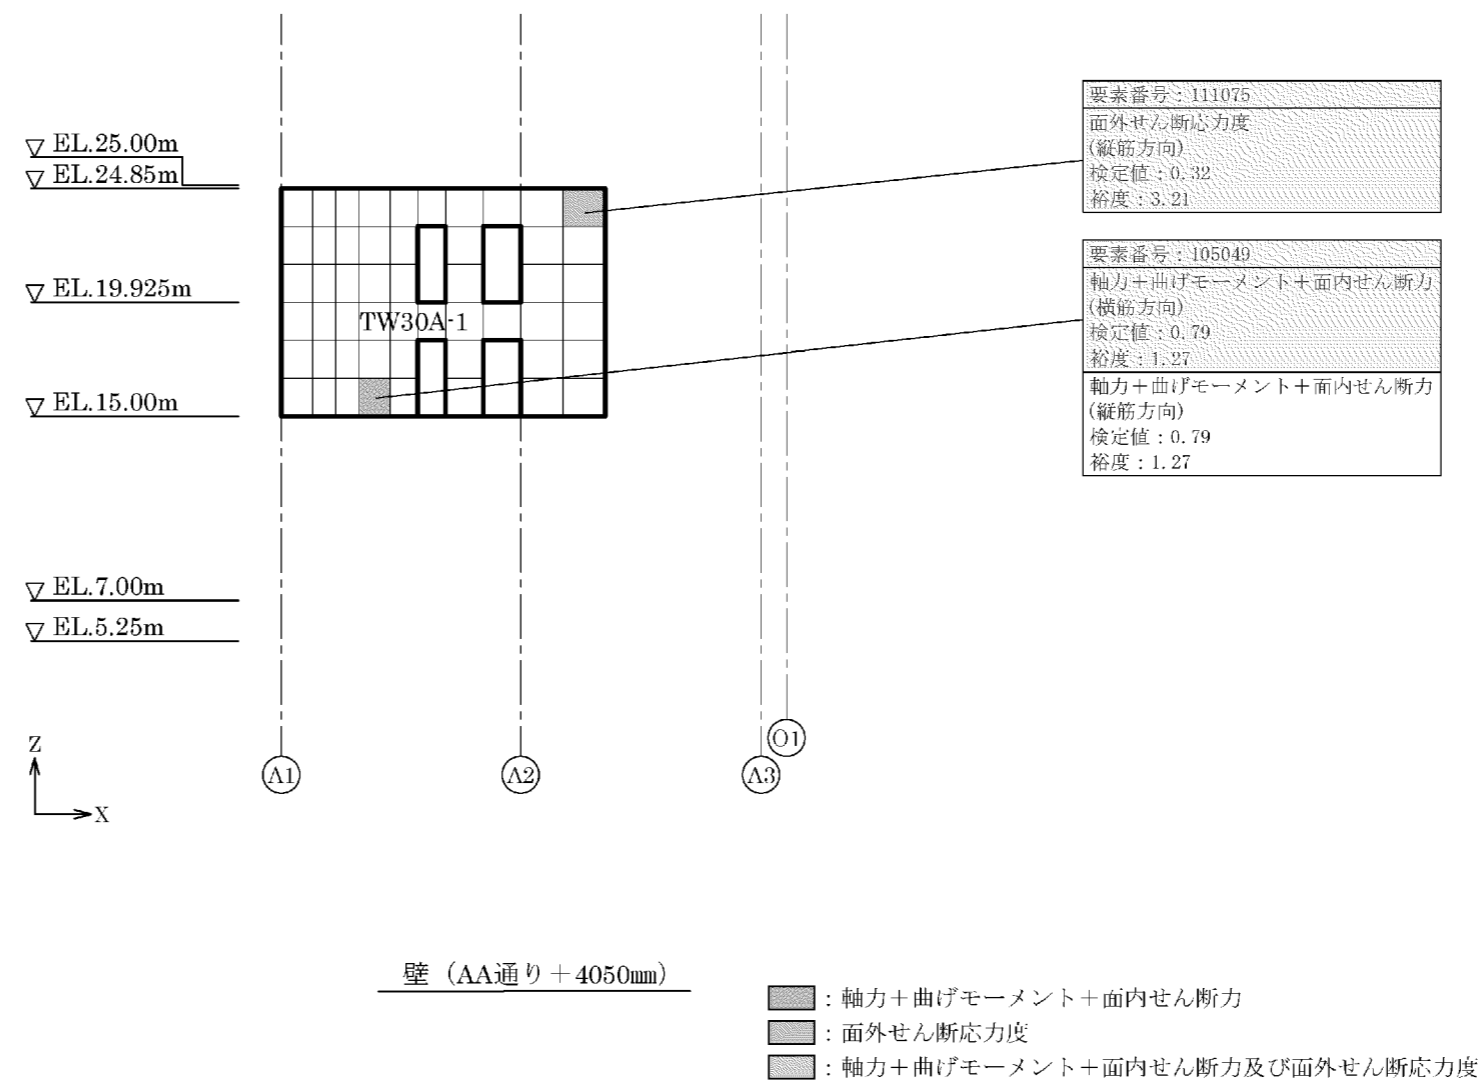 EL.25.00m
EL.24.85m
EL.19.925m
EL.15.00m
EL.7.00m
EL.5.25m
TW30A-1
要素番号：111075
面外せん断応力度
(縦筋方向)
検定値：0.32
裕度：3.21
要素番号：105049
軸力＋曲げモーメント＋面内せん断力
(横筋方向)
検定値：0.79
裕度：1.27
軸力＋曲げモーメント＋面内せん断力
(縦筋方向)
検定値：0.79
裕度：1.27
Z
X
A1
A2
A3
O1
壁（AA通り＋4050㎜）
：軸力＋曲げモーメント＋面内せん断力
：面外せん断応力度
：軸力＋曲げモーメント＋面内せん断力及び面外せん断応力度